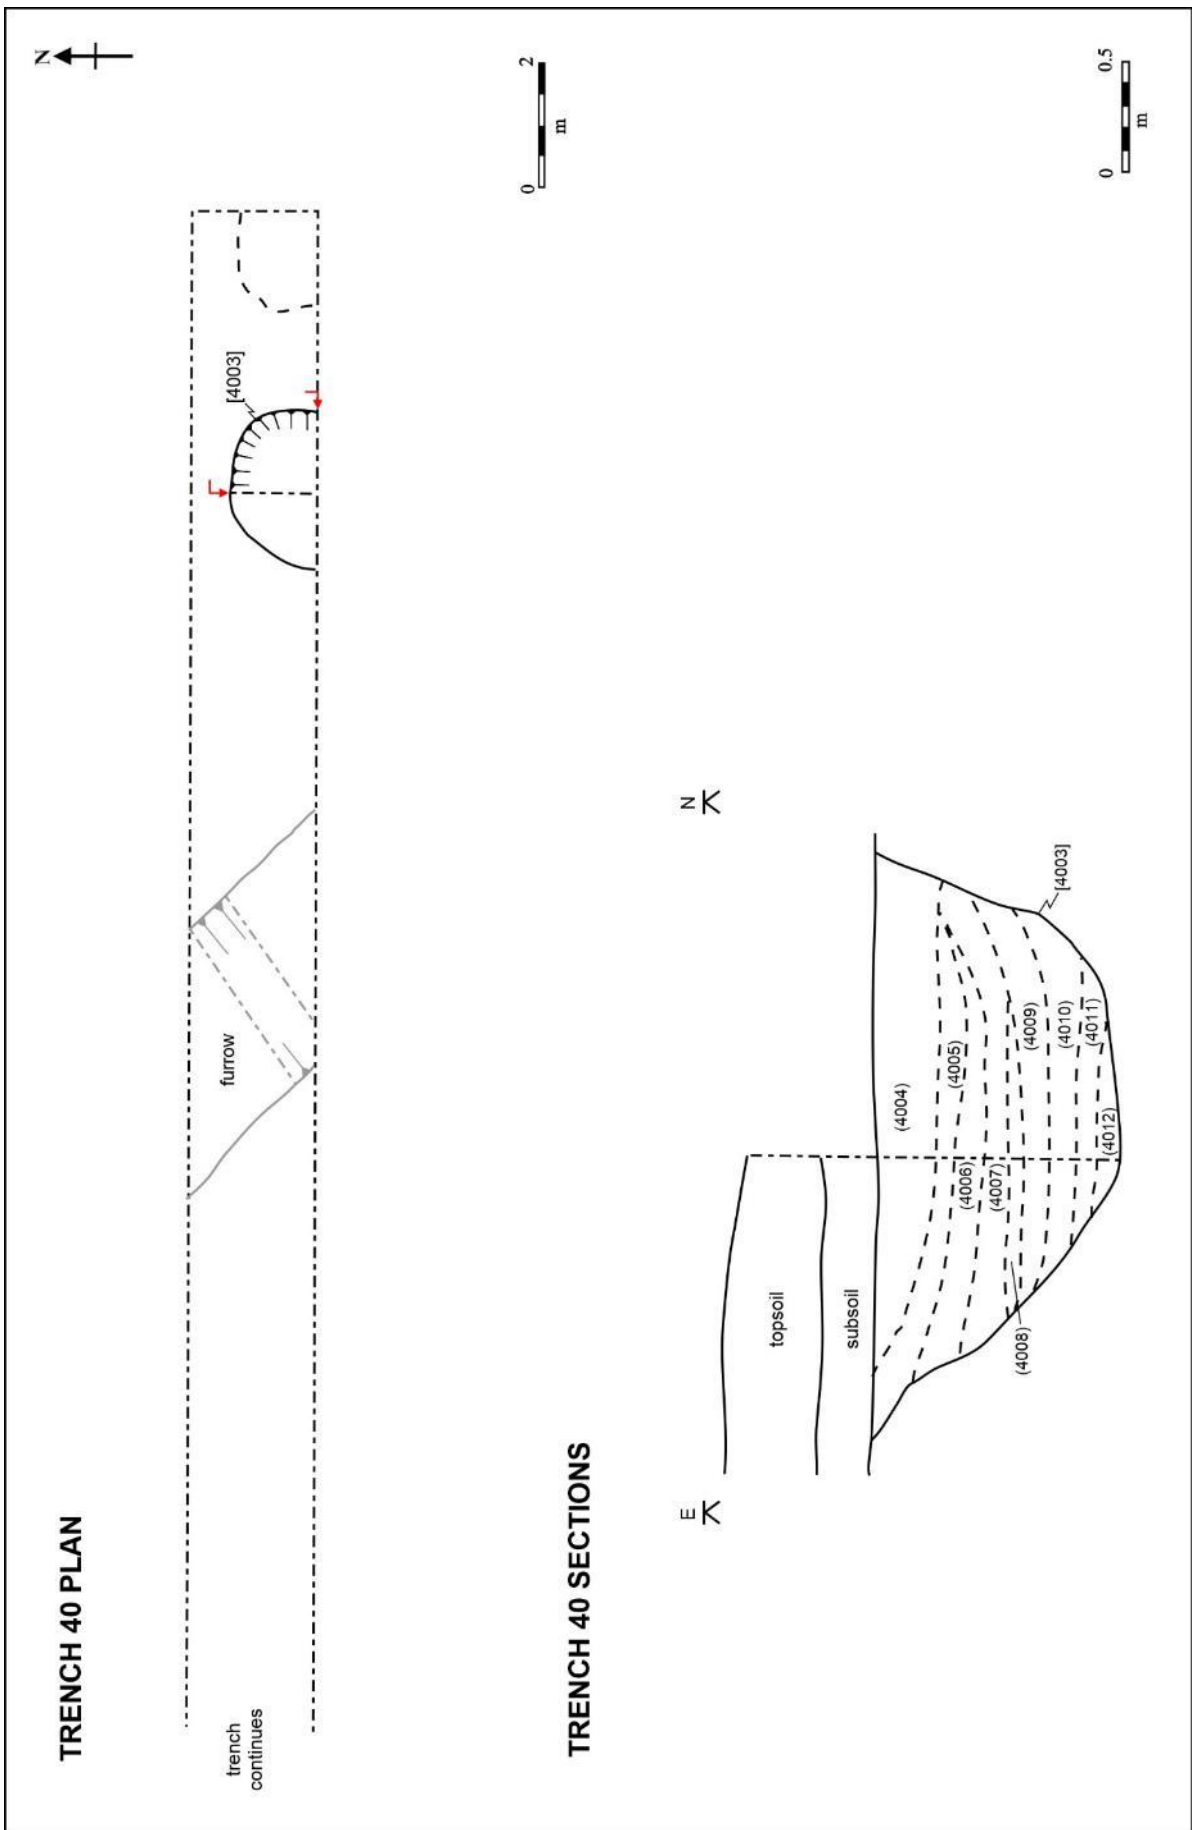 TRENCH 40 PLAN
N
trench
continues
furrow
[4003]
0
2
m
TRENCH 40 SECTIONS
E
N
topsoil
subsoil
(4004)
(4005)
(4006)
(4007)
(4008)
(4009)
(4010)
(4011)
(4012)
[4003]
0
0.5
m